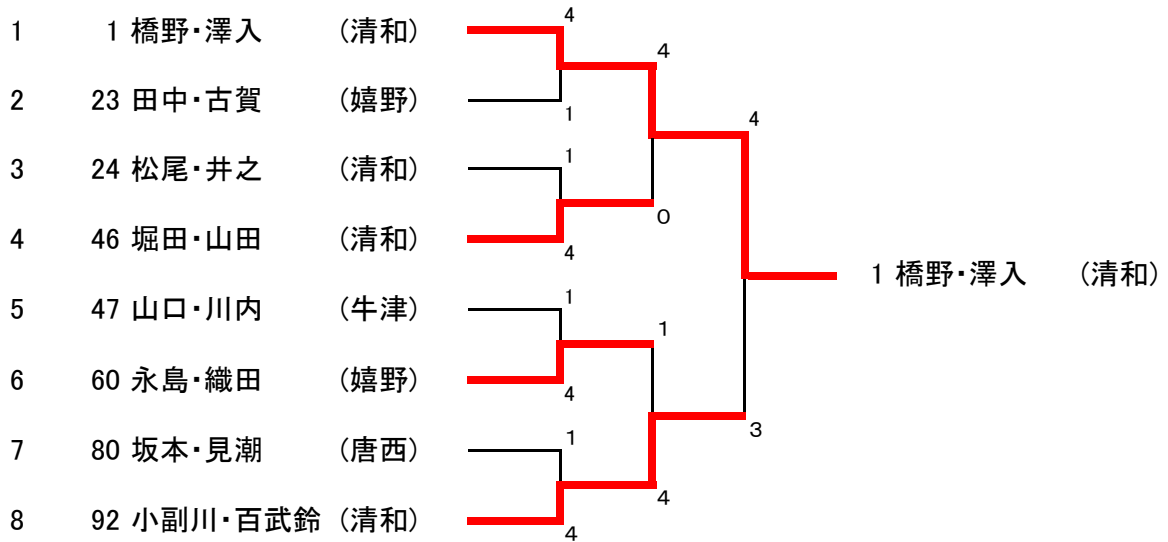 4
1 1 橋野・澤入 (清和)
4
2 23 田中・古賀 (嬉野)
1
4
3 24 松尾・井之 (清和)
1
0
4 46 堀田・山田 (清和)
4
1 橋野・澤入 (清和)
5 47 山口・川内 (牛津)
1
1
6 60 永島・織田 (嬉野)
4
3
7 80 坂本・見潮 (唐西)
1
4
8 92 小副川・百武鈴 (清和)
4